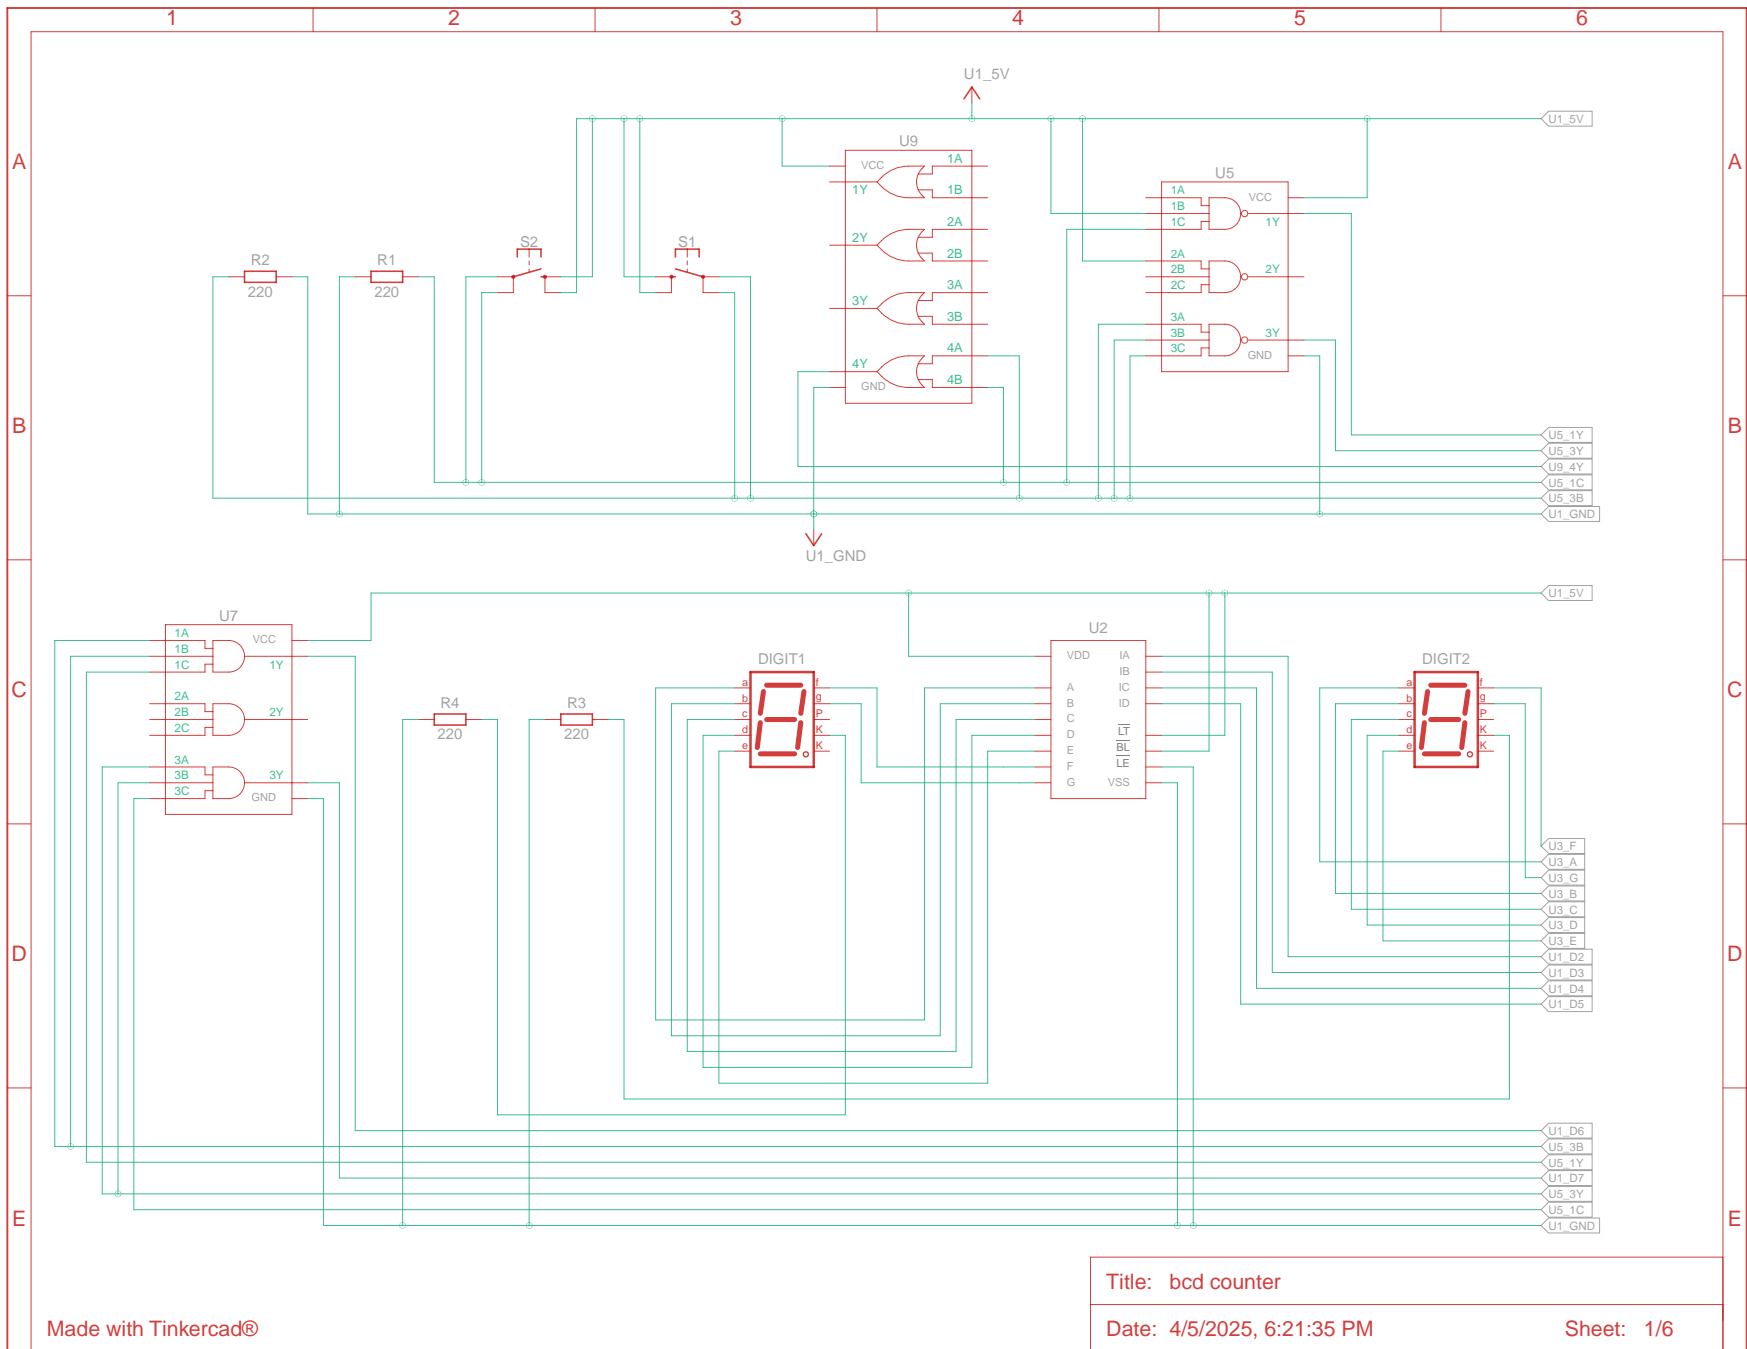 1 2 3 4 5 6
A A
B B
C C
D D
E E
U1_5V
U1_5V
U9
VCC
1Y
2Y
3Y
4Y
GND
1A
1B
2A
2B
3A
3B
4A
4B
U5
1A
1B
1C
2A
2B
2C
3A
3B
3C
VCC
1Y
2Y
3Y
GND
R2
220
R1
220
S2
S1
U5_1Y
U5_3Y
U9_4Y
U5_1C
U5_3B
U1_GND
U1_GND
U1_5V
U7
1A
1B
1C
2A
2B
2C
3A
3B
3C
VCC
1Y
2Y
3Y
GND
R4
220
R3
220
DIGIT1
a f
b g
c P
d K
e K
U2
VDD IA
IB
A IC
B ID
C
D LT
E BL
F LE
G VSS
DIGIT2
a f
b g
c P
d K
e K
U3_F
U3_A
U3_G
U3_B
U3_C
U3_D
U3_E
U1_D2
U1_D3
U1_D4
U1_D5
U1_D6
U5_3B
U5_1Y
U1_D7
U5_3Y
U5_1C
U1_GND
Title: bcd counter
Made with Tinkercad®
Date: 4/5/2025, 6:21:35 PM Sheet: 1/6